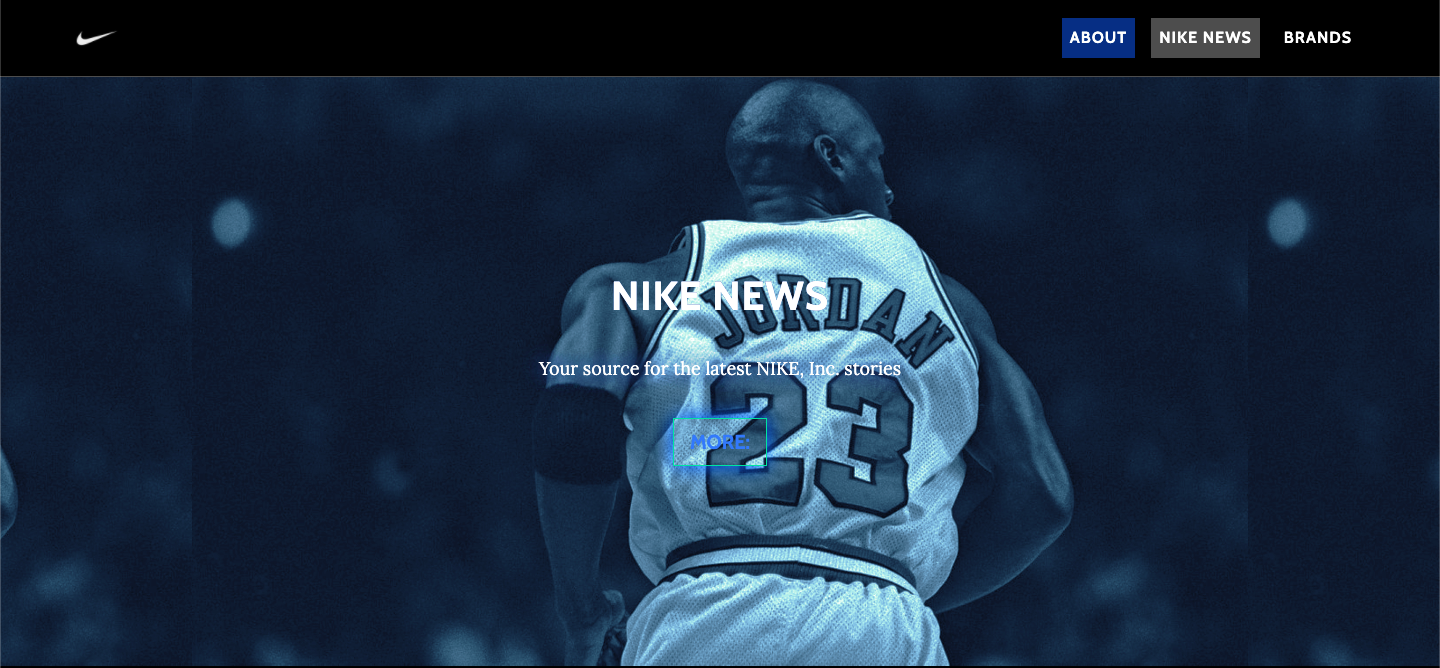 ABOUT NIKE NEWS BRANDS
NIKE NEWS
JORDAN
Your source for the latest NIKE, Inc. stories
23
MORE: